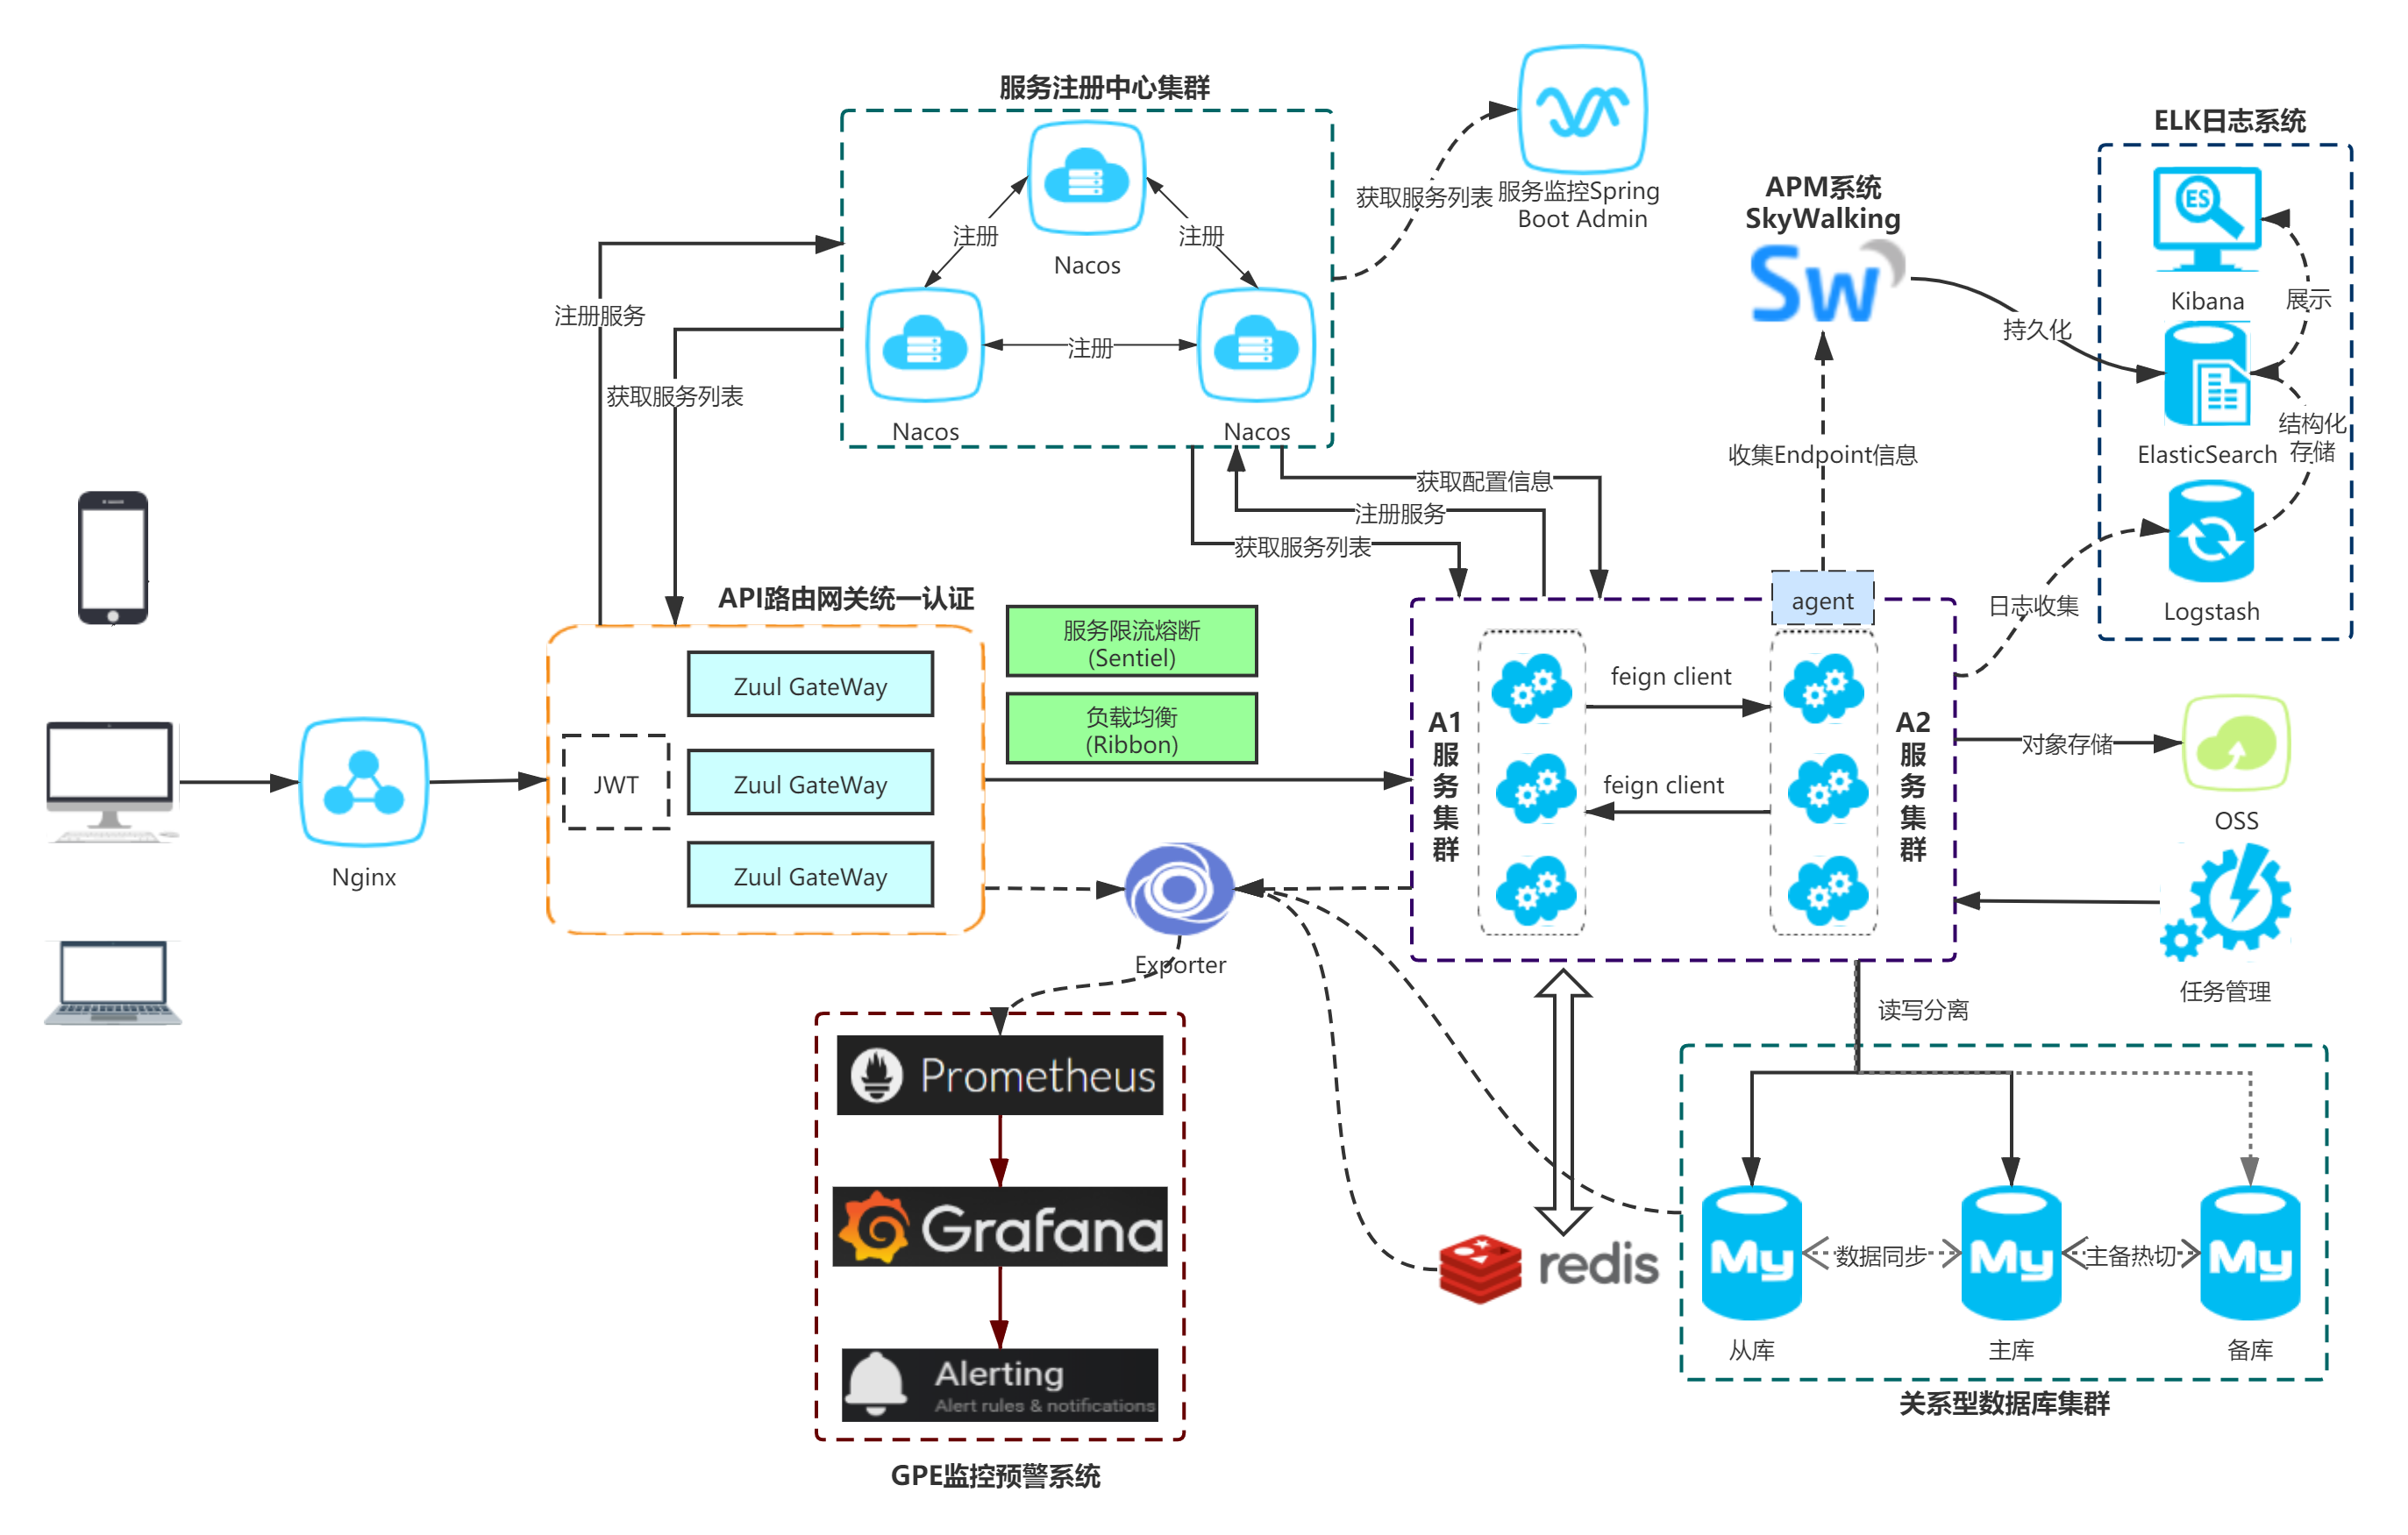 服务注册中心集群
Nacos
注册
注册
注册
Nacos
Nacos
获取服务列表
服务监控Spring
Boot Admin
APM系统
SkyWalking
Sw
持久化
ELK日志系统
ES
Kibana
展示
ElasticSearch
结构化
存储
Logstash
日志收集
收集Endpoint信息
注册服务
获取服务列表
获取配置信息
注册服务
获取服务列表
API路由网关统一认证
Zuul GateWay
JWT
Zuul GateWay
Zuul GateWay
Nginx
服务限流熔断
(Sentiel)
负载均衡
(Ribbon)
agent
A1
服
务
集
群
feign client
feign client
A2
服
务
集
群
对象存储
OSS
任务管理
Exporter
Prometheus
Grafana
Alerting
Alert rules & notifications
GPE监控预警系统
redis
读写分离
My
数据同步
My
主备热切
My
从库
主库
备库
关系型数据库集群